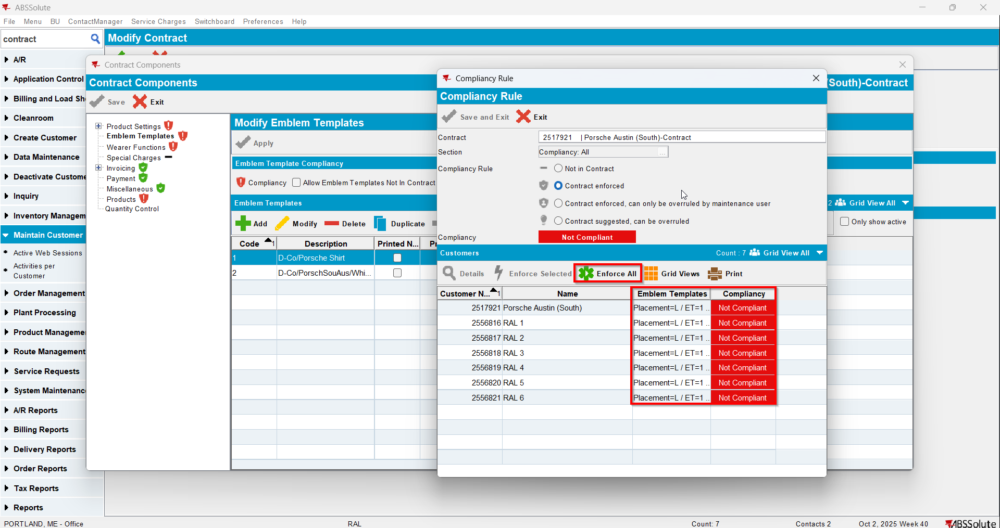 ABSSolute
File Menu BU ContactManager Service Charges Switchboard Preferences Help
contract
Modify Contract
A/R
Application Control
Billing and Load Sh
Cleanroom
Create Customer
Data Maintenance
Deactivate Custome
Inquiry
Inventory Managem
Maintain Customer
Active Web Sessions
Activities per
Customer
Order Management
Plant Processing
Product Manageme
Route Management
Service Requests
System Maintenanc
A/R Reports
Billing Reports
Delivery Reports
Order Reports
Tax Reports
Reports
Contract Components
Contract Components
(South)-Contract
Save Exit
Product Settings
Emblem Templates
Wearer Functions
Special Charges
Invoicing
Payment
Miscellaneous
Products
Quantity Control
Modify Emblem Templates
Apply
Emblem Template Compliancy
Compliancy Allow Emblem Templates Not In Contract
Emblem Templates
2 Grid View All
Add Modify Delete Duplicate
Only show active
Code 1 Description Printed N... Pr
1 D-Co/Porsche Shirt
2 D-Co/PorschSouAus/Whi...
Compliancy Rule
Compliancy Rule
Save and Exit Exit
Contract 2517921 | Porsche Austin (South)-Contract
Section Compliancy: All ...
Compliancy Rule Not in Contract
Contract enforced
Contract enforced, can only be overruled by maintenance user
Contract suggested, can be overruled
Compliancy Not Compliant
Customers Count : 7 Grid View All
Details Enforce Selected Enforce All Grid Views Print
Customer N... 1 Name Emblem Templates Compliancy
2517921 Porsche Austin (South) Placement=L / ET=1 .. Not Compliant
2556816 RAL 1 Placement=L / ET=1 .. Not Compliant
2556817 RAL 2 Placement=L / ET=1 .. Not Compliant
2556818 RAL 3 Placement=L / ET=1 .. Not Compliant
2556819 RAL 4 Placement=L / ET=1 .. Not Compliant
2556820 RAL 5 Placement=L / ET=1 .. Not Compliant
2556821 RAL 6 Placement=L / ET=1 .. Not Compliant
PORTLAND, ME - Office RAL Count: 7 Contacts 2 Oct 2, 2025 Week 40 ABSSolute